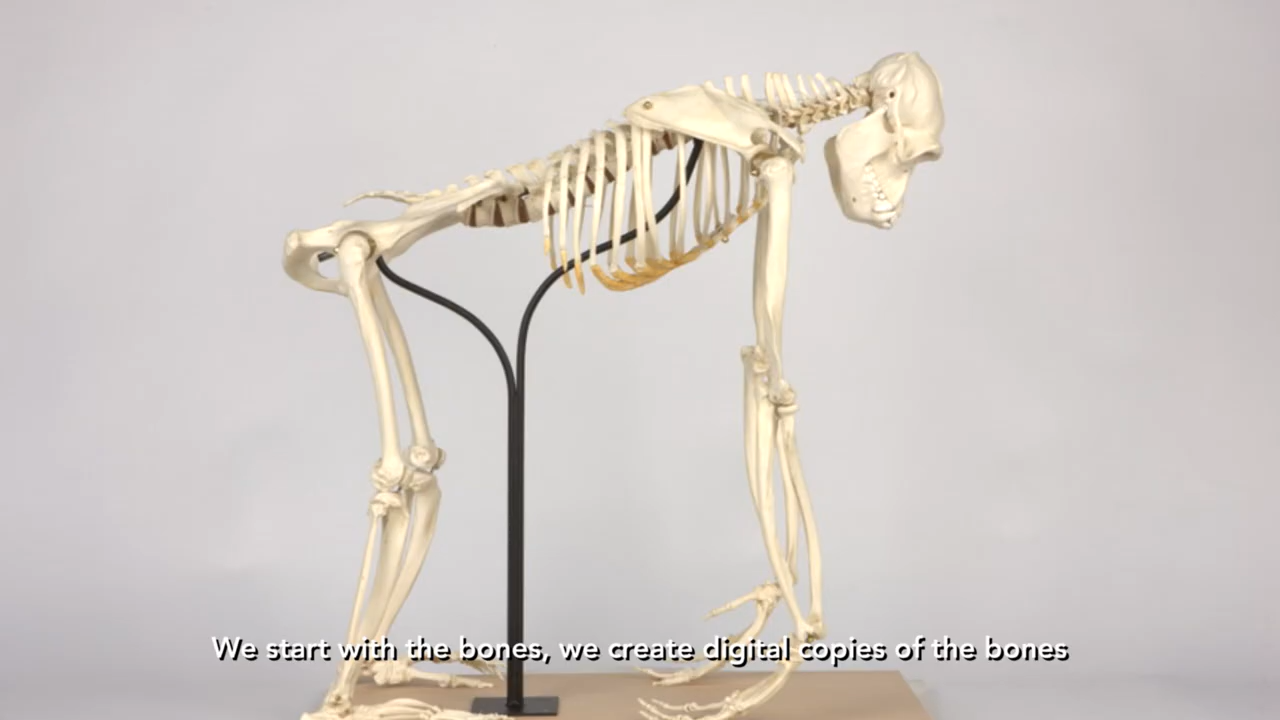 We start with the bones, we create digital copies of the bones